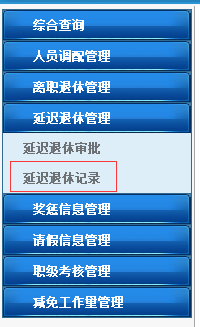 综合查询
人员调配管理
离职退休管理
延迟退休管理
延迟退休审批
延迟退休记录
奖惩信息管理
请假信息管理
职级考核管理
减免工作量管理